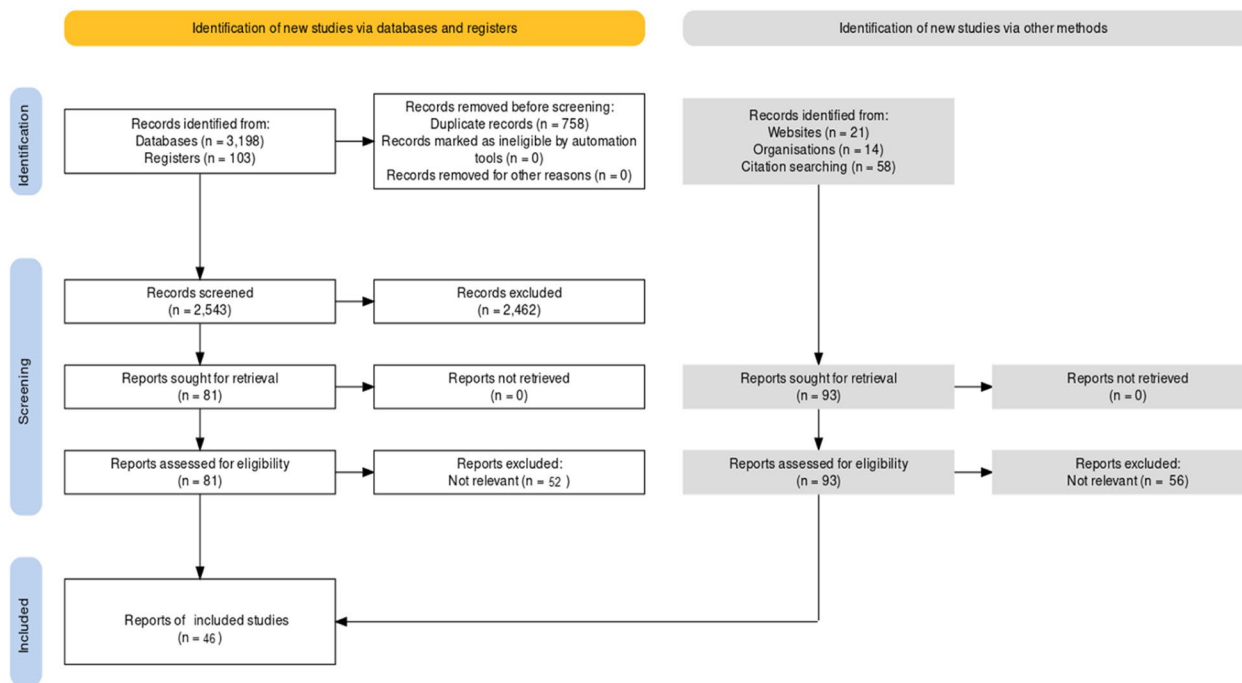 Identification of new studies via databases and registers
Identification of new studies via other methods
Identification
Records identified from:
Databases (n = 3,198)
Registers (n = 103)
Records removed before screening:
Duplicate records (n = 758)
Records marked as ineligible by automation
tools (n = 0)
Records removed for other reasons (n = 0)
Records identified from:
Websites (n = 21)
Organisations (n = 14)
Citation searching (n = 58)
Screening
Records screened
(n = 2,543)
Records excluded
(n = 2,462)
Reports sought for retrieval
(n = 81)
Reports not retrieved
(n = 0)
Reports sought for retrieval
(n = 93)
Reports not retrieved
(n = 0)
Reports assessed for eligibility
(n = 81)
Reports excluded:
Not relevant (n = 52 )
Reports assessed for eligibility
(n = 93)
Reports excluded:
Not relevant (n = 56)
Included
Reports of included studies
(n = 46)